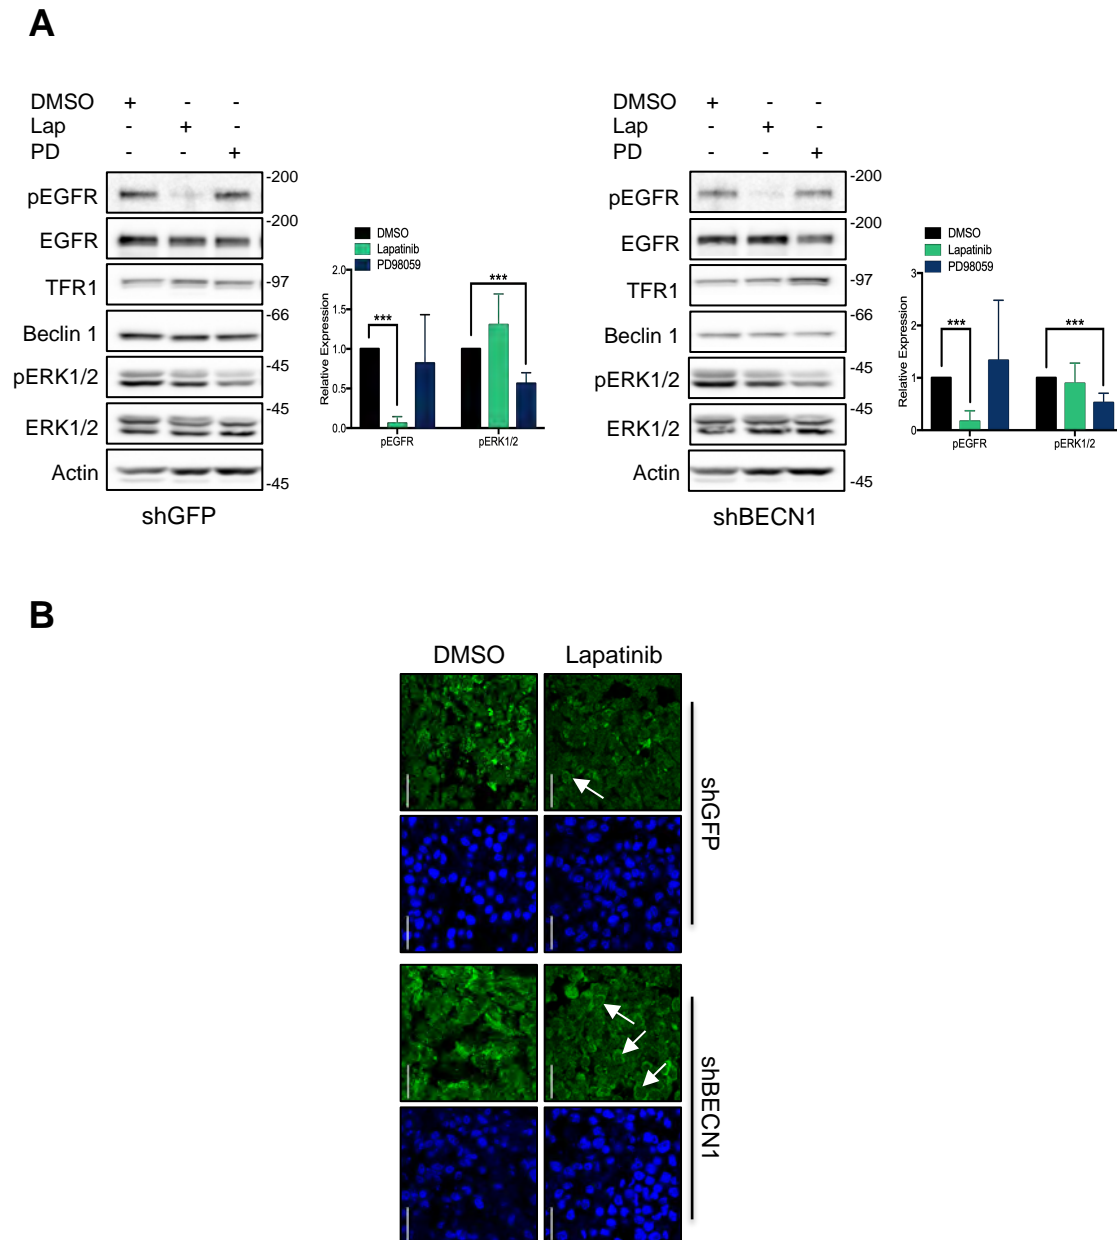 A
DMSO + - -
Lap - + -
PD - - +
pEGFR -200
EGFR -200
TFR1 -97
Beclin 1 -66
pERK1/2 -45
ERK1/2 -45
Actin -45
shGFP
DMSO
Lapatinib
PD98059
Relative Expression
2.0
1.5
1.0
0.5
0.0
*** ***
pEGFR pERK1/2
DMSO + - -
Lap - + -
PD - - +
pEGFR -200
EGFR -200
TFR1 -97
Beclin 1 -66
pERK1/2 -45
ERK1/2 -45
Actin -45
shBECN1
DMSO
Lapatinib
PD98059
Relative Expression
3
2
1
0
*** ***
pEGFR pERK1/2
B
DMSO Lapatinib
shGFP
shBECN1